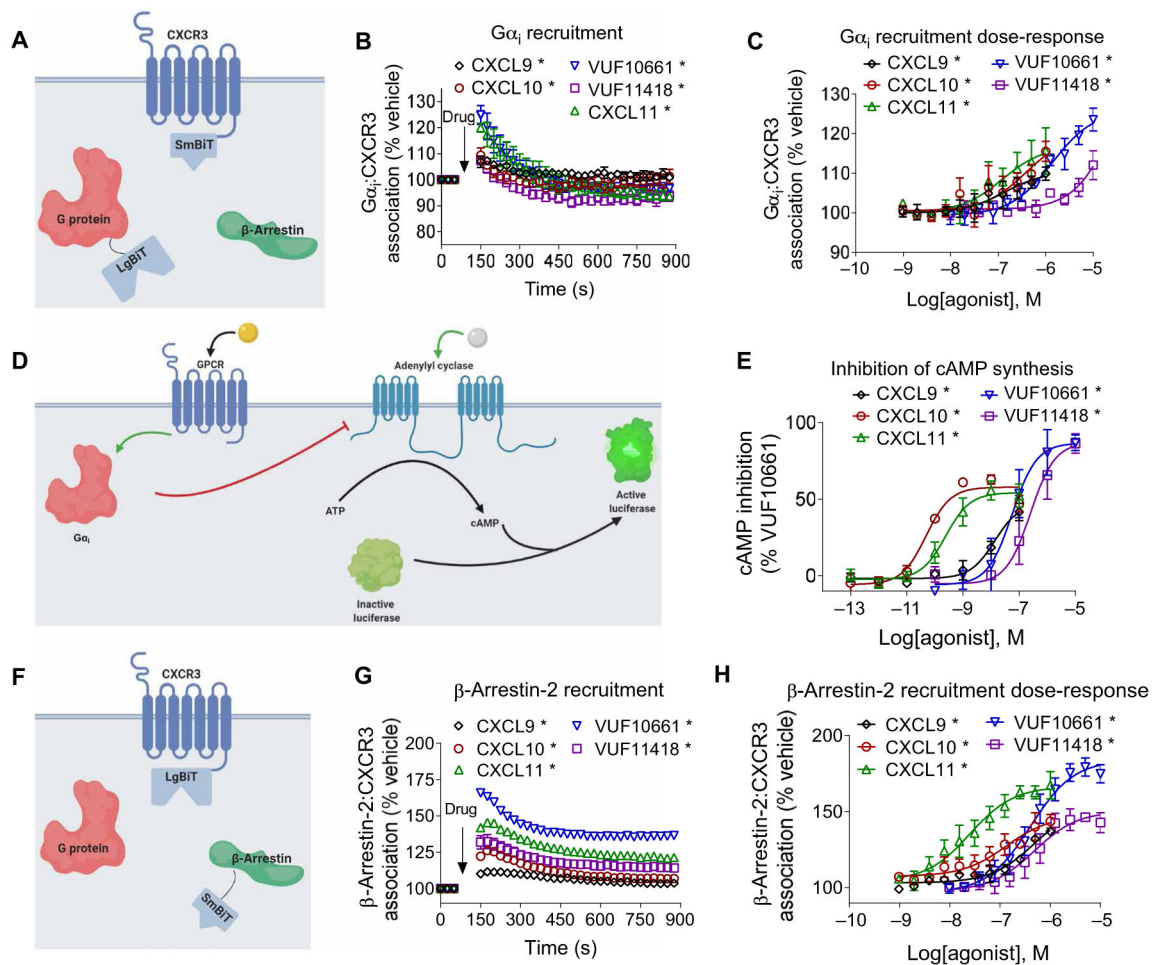 A
CXCR3
SmBiT
G protein
LgBiT
β-Arrestin
B
Gαi recruitment
CXCL9 *
CXCL10 *
VUF10661 *
VUF11418 *
CXCL11 *
Drug
Gαi:CXCR3
association (% vehicle)
130
120
110
100
90
80
0 150 300 450 600 750 900
Time (s)
C
Gαi recruitment dose-response
CXCL9 *
CXCL10 *
CXCL11 *
VUF10661 *
VUF11418 *
Gαi:CXCR3
association (% vehicle)
130
120
110
100
90
–10 –9 –8 –7 –6 –5
Log[agonist], M
D
GPCR
Adenylyl cyclase
Gαi
ATP
cAMP
Inactive
luciferase
Active
luciferase
E
Inhibition of cAMP synthesis
CXCL9 *
CXCL10 *
CXCL11 *
VUF10661 *
VUF11418 *
cAMP inhibition
(% VUF10661)
100
50
0
–13 –11 –9 –7 –5
Log[agonist], M
F
CXCR3
LgBiT
G protein
β-Arrestin
SmBiT
G
β-Arrestin-2 recruitment
CXCL9 *
CXCL10 *
CXCL11 *
VUF10661 *
VUF11418 *
Drug
β-Arrestin-2:CXCR3
association (% vehicle)
200
175
150
125
100
0 150 300 450 600 750 900
Time (s)
H
β-Arrestin-2 recruitment dose-response
CXCL9 *
CXCL10 *
CXCL11 *
VUF10661 *
VUF11418 *
β-Arrestin-2:CXCR3
association (% vehicle)
200
150
100
–10 –9 –8 –7 –6 –5
Log[agonist], M